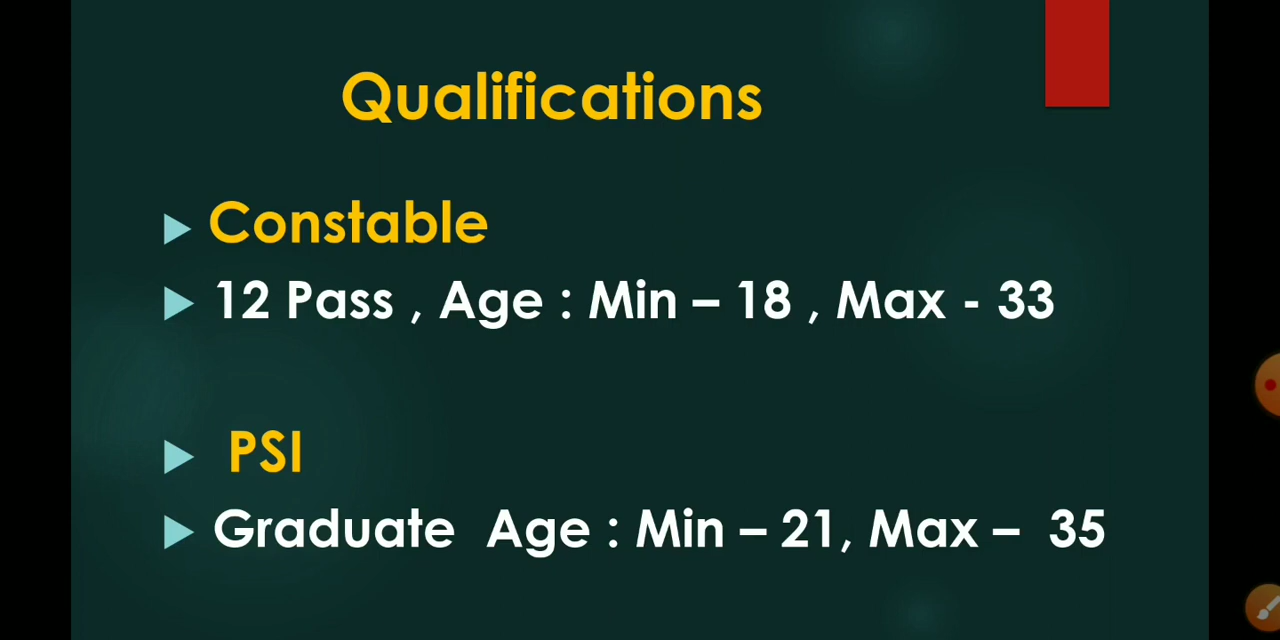 Qualifications
Constable
12 Pass , Age : Min – 18 , Max - 33
PSI
Graduate Age : Min – 21, Max – 35